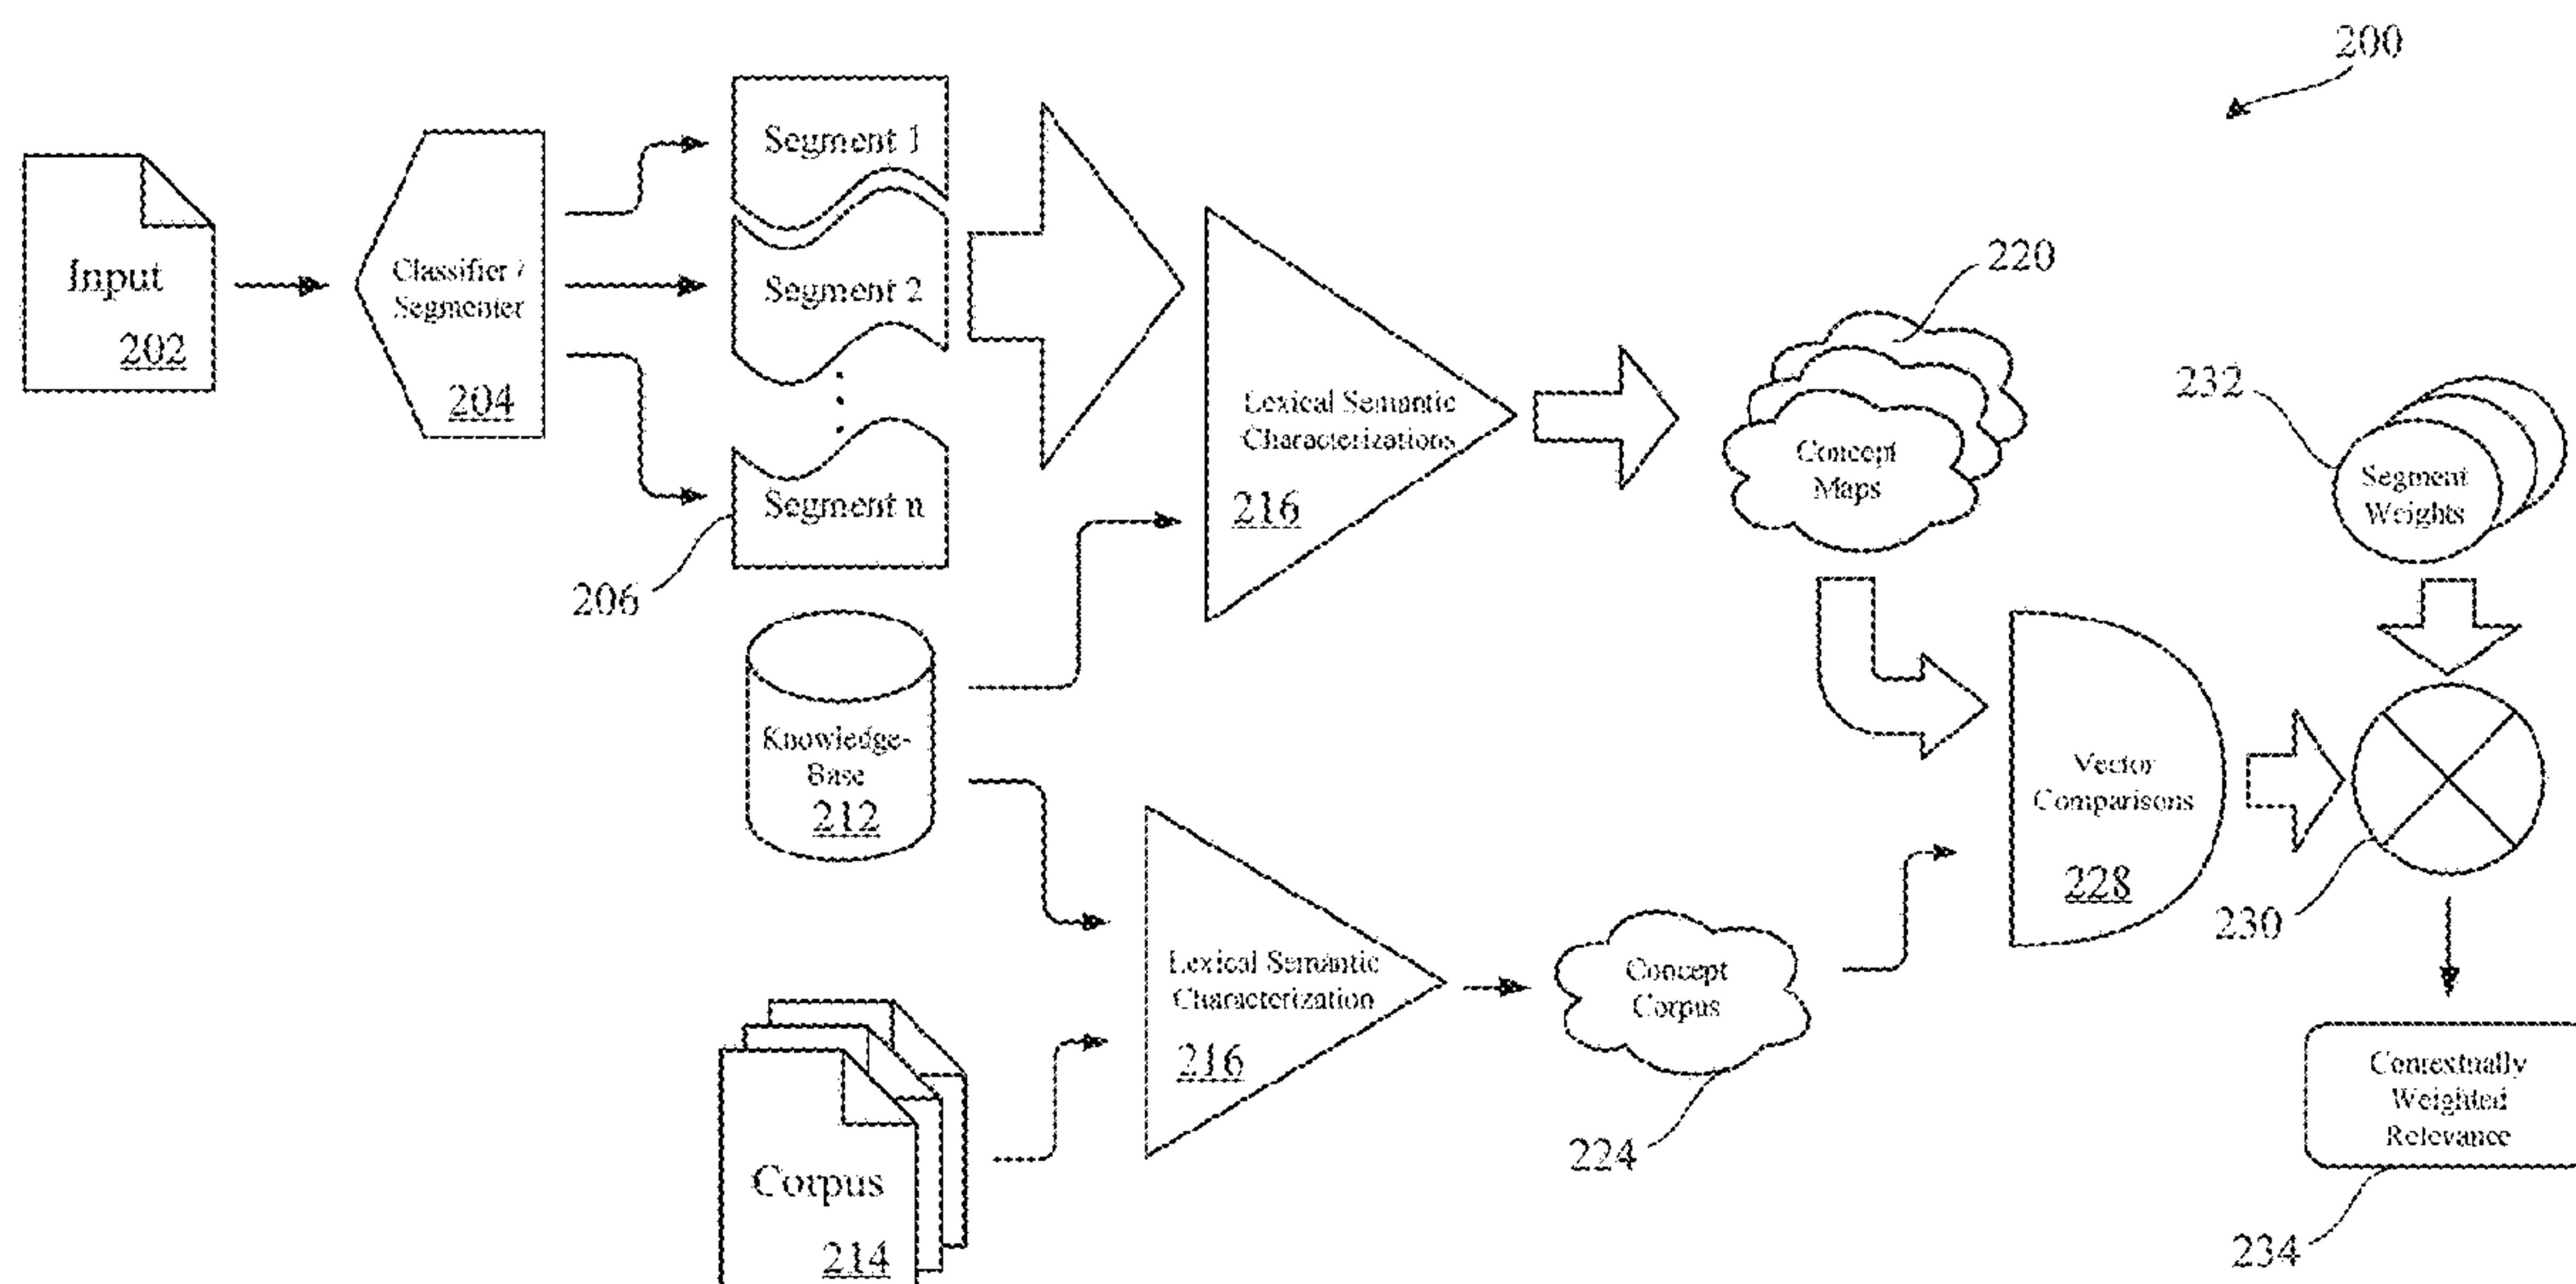 200
Input
202
Classifier /
Segmenter
204
Segment 1
Segment 2
Segment n
206
Lexical Semantic
Characterizations
216
220
Concept
Maps
232
Segment
Weights
Knowledge-
Base
212
Vector
Comparisons
228
230
Lexical Semantic
Characterization
216
Concept
Corpus
224
Corpus
214
Contextually
Weighted
Relevance
234